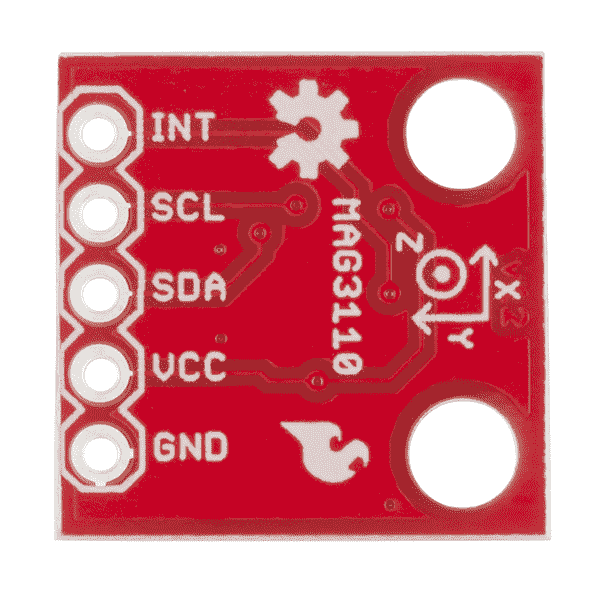 INT
SCL
SDA
VCC
GND
MAG3110
Z
X
Y